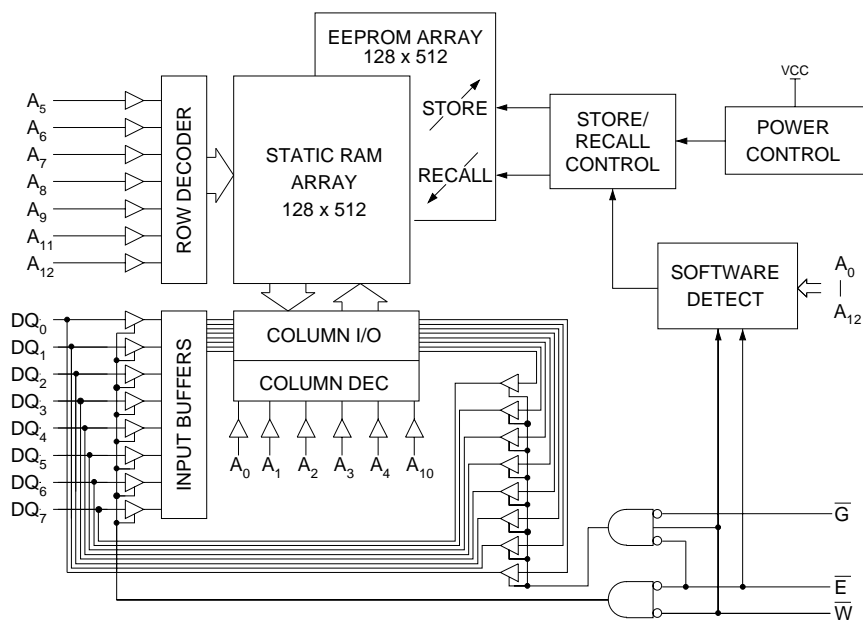 EEPROM ARRAY
128 x 512
STORE
RECALL
STATIC RAM
ARRAY
128 x 512
ROW DECODER
A5
A6
A7
A8
A9
A11
A12
STORE/
RECALL
CONTROL
VCC
POWER
CONTROL
SOFTWARE
DETECT
A0
A12
DQ0
DQ1
DQ2
DQ3
DQ4
DQ5
DQ6
DQ7
INPUT BUFFERS
COLUMN I/O
COLUMN DEC
A0 A1 A2 A3 A4 A10
G̅
E̅
W̅